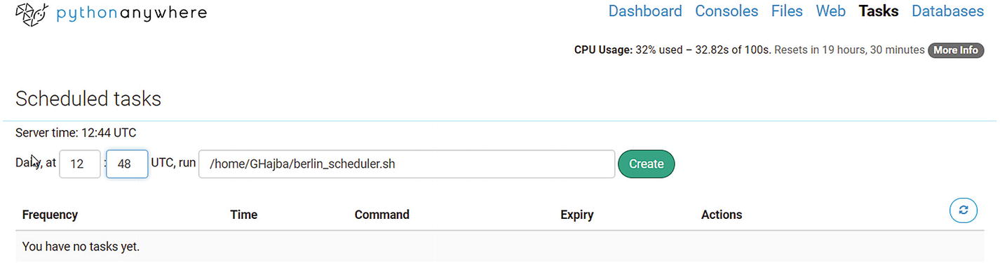 pythonanywhere
Dashboard Consoles Files Web Tasks Databases
CPU Usage: 32% used – 32.82s of 100s. Resets in 19 hours, 30 minutes More Info
Scheduled tasks
Server time: 12:44 UTC
Daily, at 12 : 48 UTC, run /home/GHajba/berlin_scheduler.sh Create
Frequency Time Command Expiry Actions
You have no tasks yet.